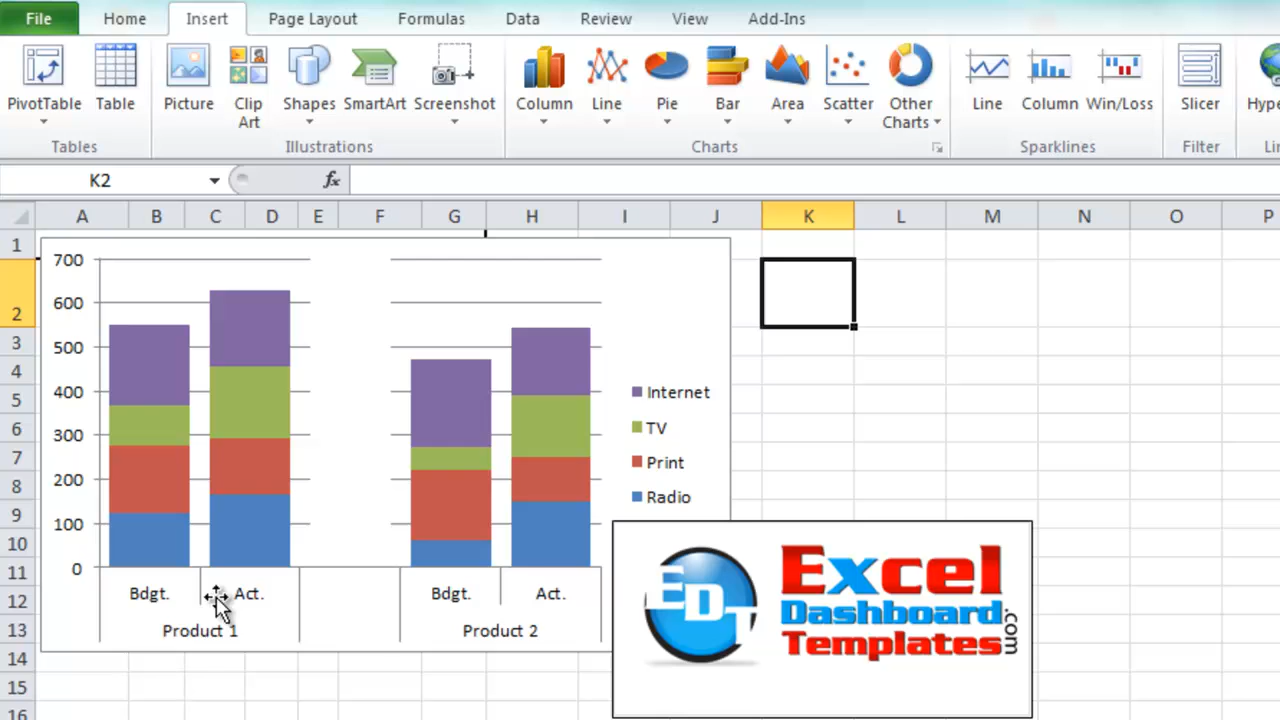 File Home Insert Page Layout Formulas Data Review View Add-Ins
PivotTable Table Picture Clip Art Shapes SmartArt Screenshot Column Line Pie Bar Area Scatter Other Charts Line Column Win/Loss Slicer
Tables Illustrations Charts Sparklines Filter
K2 fx
A B C D E F G H I J K L M N O P
1
2
3
4
5
6
7
8
9
10
11
12
13
14
15
16
700
600
500
400
300
200
100
0
Internet
TV
Print
Radio
Bdgt. Act. Bdgt. Act.
Product 1 Product 2
EDT
Excel
Dashboard
Templates
.com